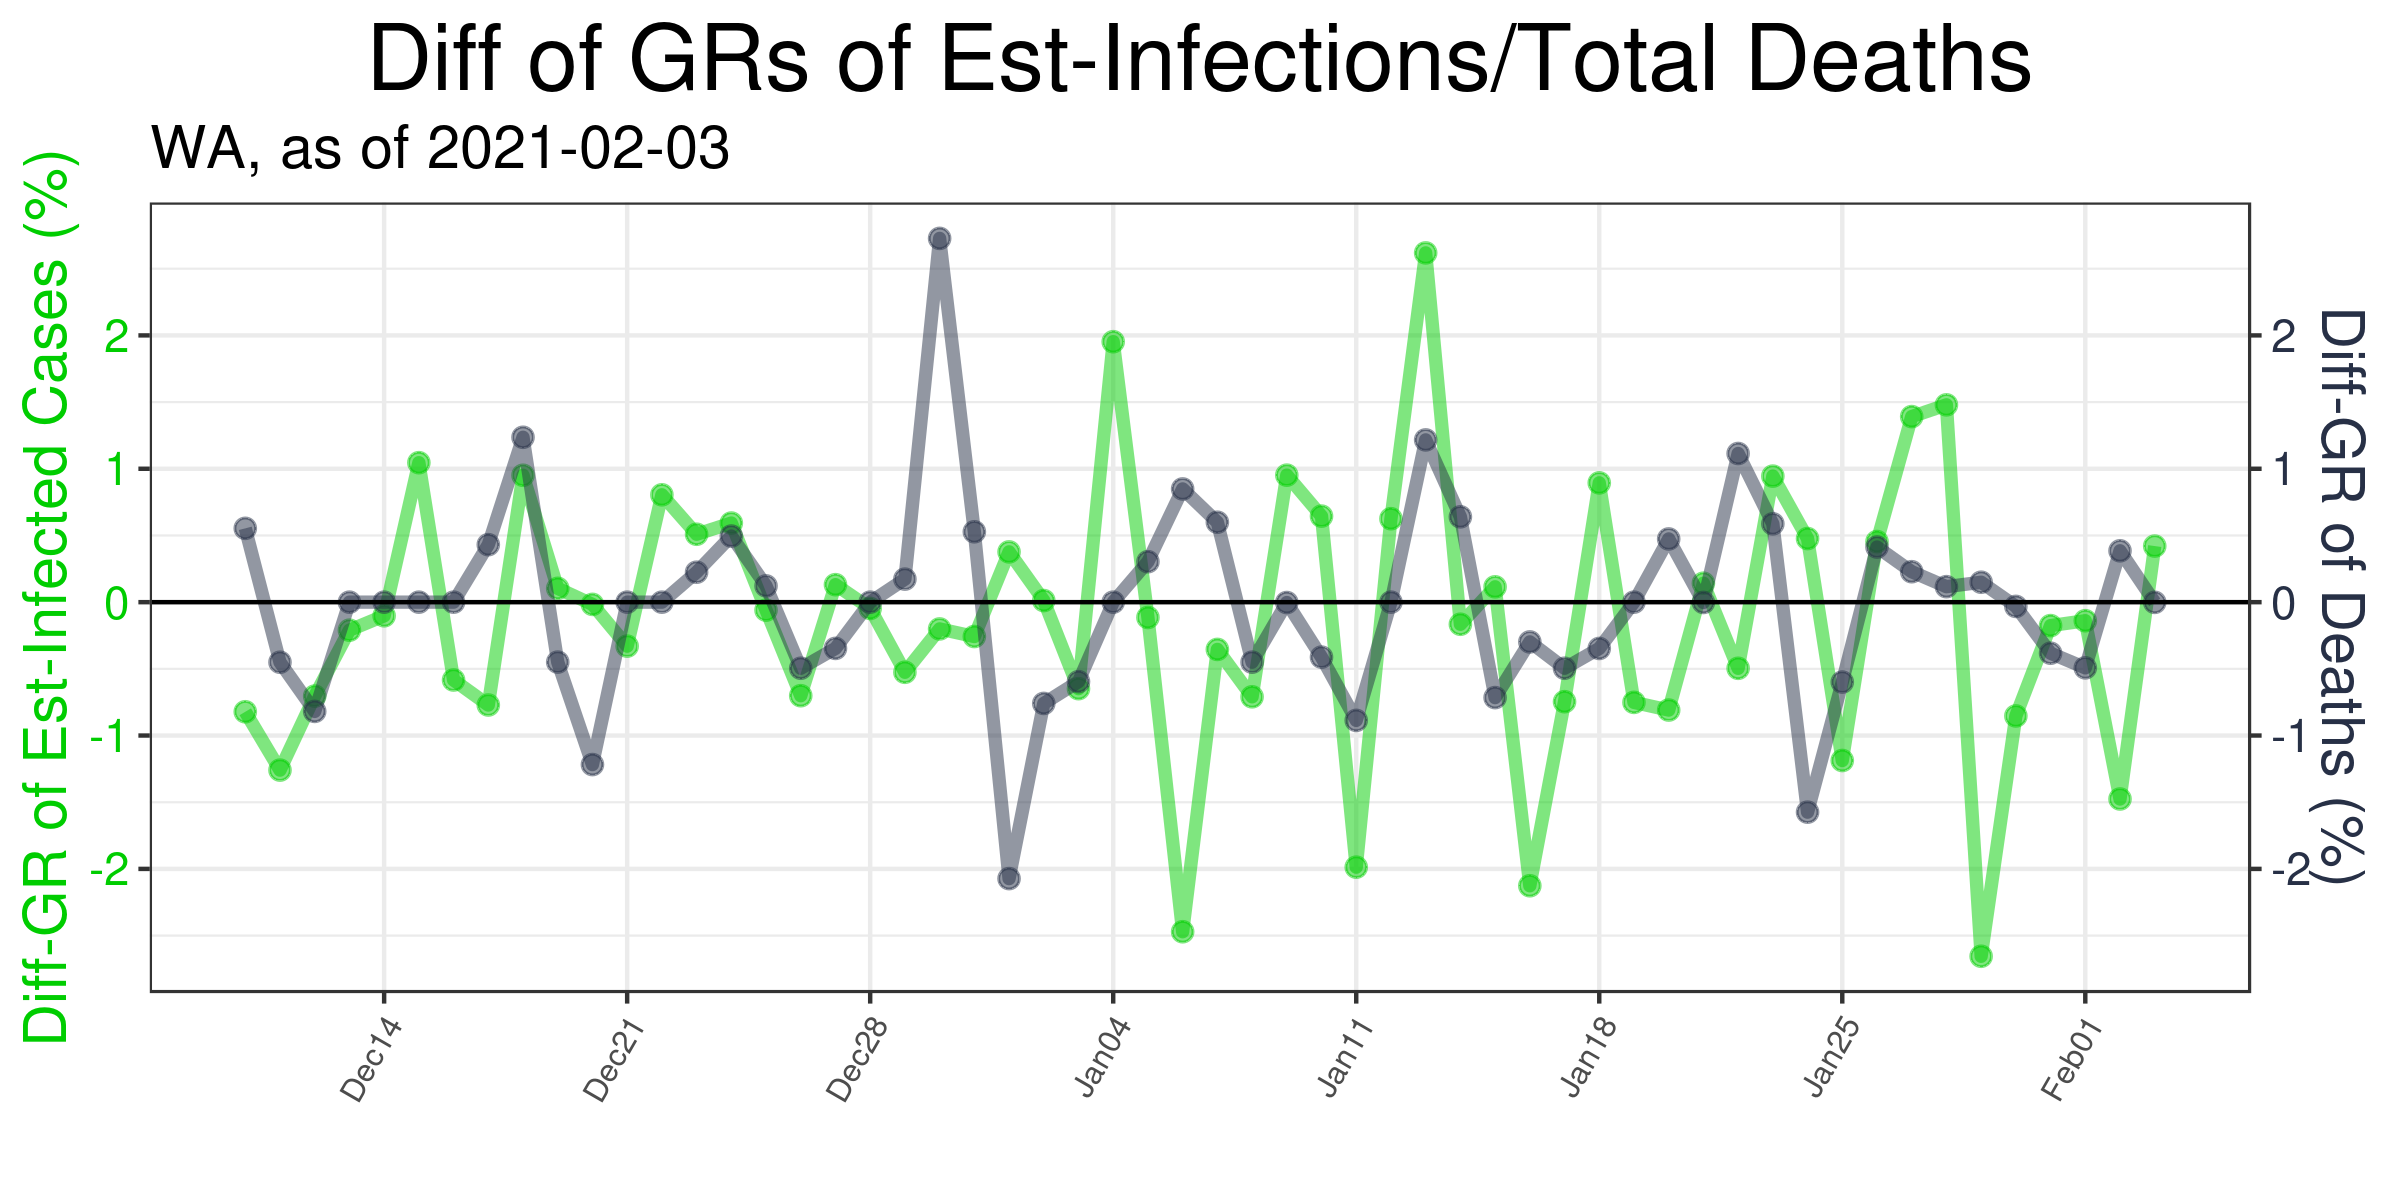 Diff of GRs of Est-Infections/Total Deaths
WA, as of 2021-02-03
Diff-GR of Est-Infected Cases (%)
2
1
0
-1
-2
2
1
0
-1
-2
Diff-GR of Deaths (%)
Dec14
Dec21
Dec28
Jan04
Jan11
Jan18
Jan25
Feb01